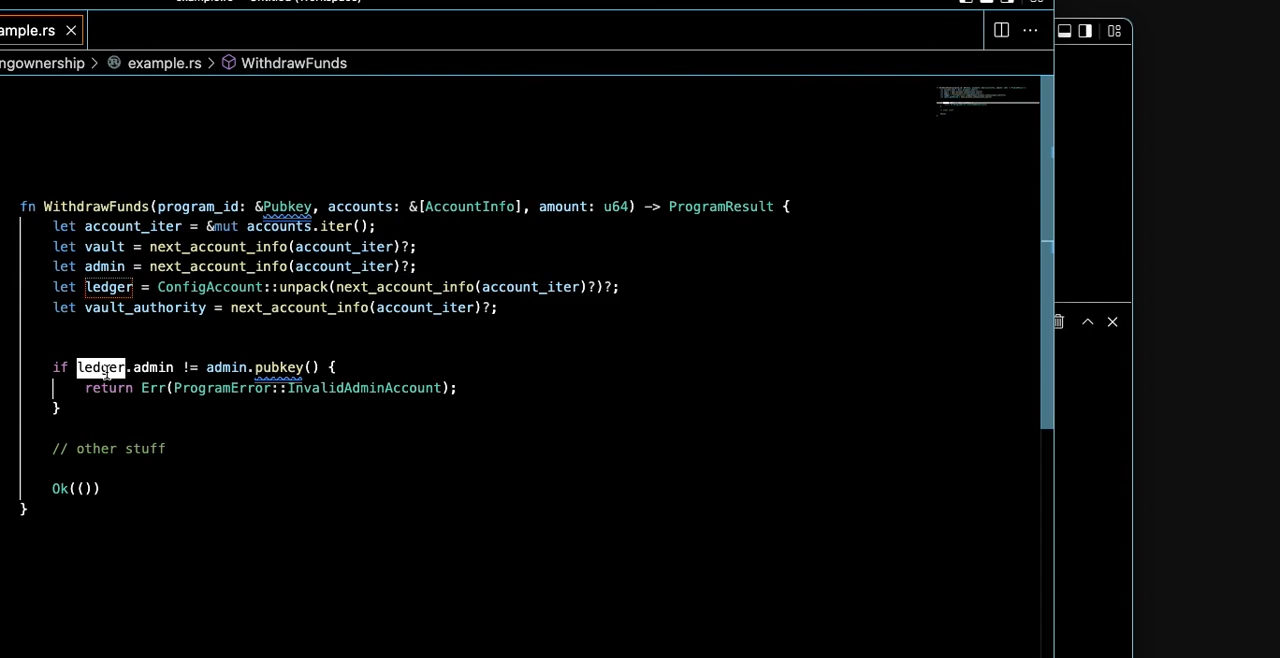 ample.rs
ngownership > example.rs > WithdrawFunds
fn WithdrawFunds(program_id: &Pubkey, accounts: &[AccountInfo], amount: u64) -> ProgramResult {
let account_iter = &mut accounts.iter();
let vault = next_account_info(account_iter)?;
let admin = next_account_info(account_iter)?;
let ledger = ConfigAccount::unpack(next_account_info(account_iter)?)?;
let vault_authority = next_account_info(account_iter)?;
if ledger.admin != admin.pubkey() {
return Err(ProgramError::InvalidAdminAccount);
}
// other stuff
Ok(())
}